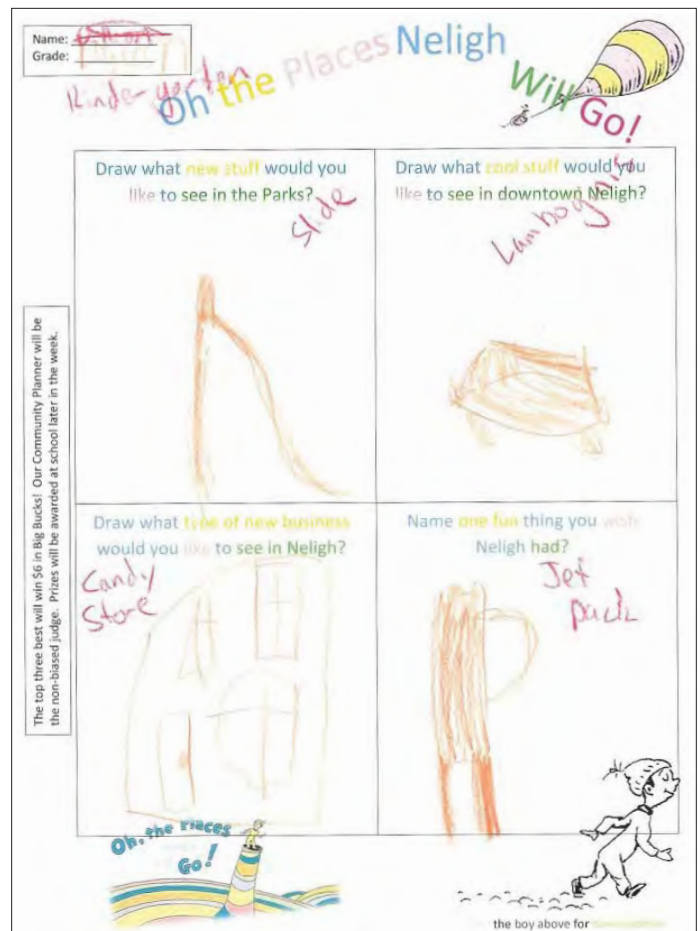 Name:
Grade:
Kindergarten
Oh the Places Neligh
Will Go!
Draw what new stuff would you
like to see in the Parks?
Slide
Draw what cool stuff would you
like to see in downtown Neligh?
Lamborginis
The top three best will win $6 in Big Bucks! Our Community Planner will be
the non-biased judge. Prizes will be awarded at school later in the week.
Draw what type of new business
would you like to see in Neligh?
Candy
Store
Name one fun thing you wish
Neligh had?
Jet
pack
Oh, the Places
Go!
the boy above for